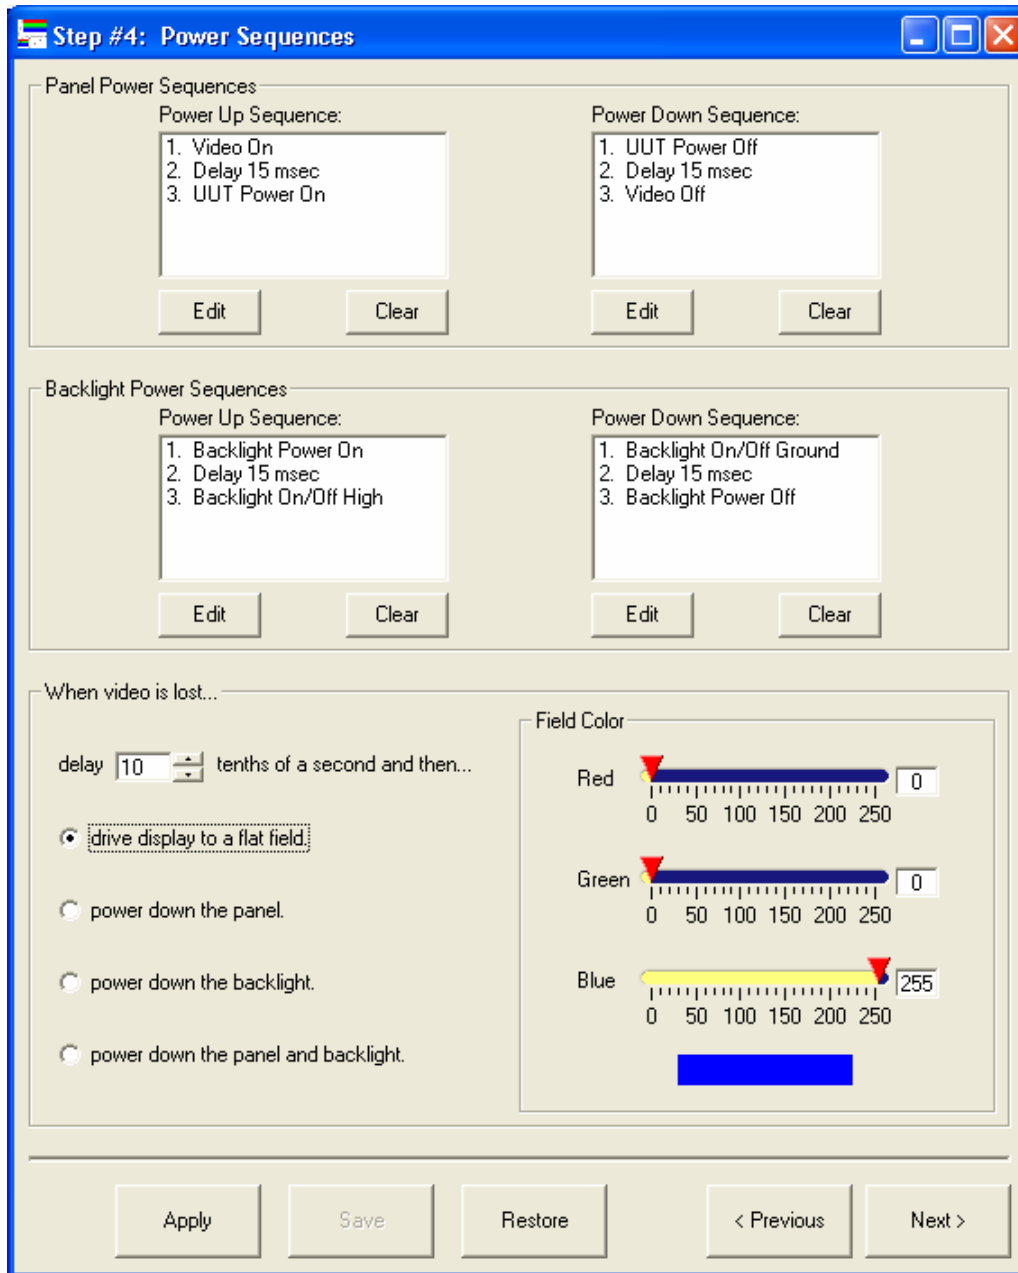 Step #4:  Power Sequences
Panel Power Sequences
Power Up Sequence:
1.  Video On
2.  Delay 15 msec
3.  UUT Power On
Edit
Clear
Power Down Sequence:
1.  UUT Power Off
2.  Delay 15 msec
3.  Video Off
Edit
Clear
Backlight Power Sequences
Power Up Sequence:
1.  Backlight Power On
2.  Delay 15 msec
3.  Backlight On/Off High
Edit
Clear
Power Down Sequence:
1.  Backlight On/Off Ground
2.  Delay 15 msec
3.  Backlight Power Off
Edit
Clear
When video is lost...
delay 10 tenths of a second and then...
drive display to a flat field.
power down the panel.
power down the backlight.
power down the panel and backlight.
Field Color
Red 0
0 50 100 150 200 250
Green 0
0 50 100 150 200 250
Blue 255
0 50 100 150 200 250
Apply
Save
Restore
< Previous
Next >